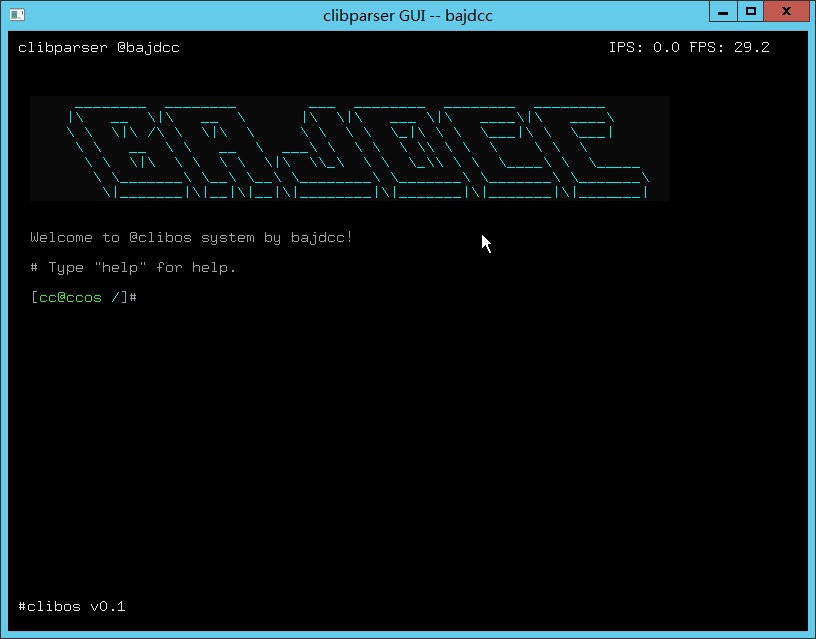 clibparser GUI -- bajdcc
clibparser @bajdcc
IPS: 0.0 FPS: 29.2
BAJDCC
Welcome to @clibos system by bajdcc!
# Type "help" for help.
[cc@ccos /]#
#clibos v0.1